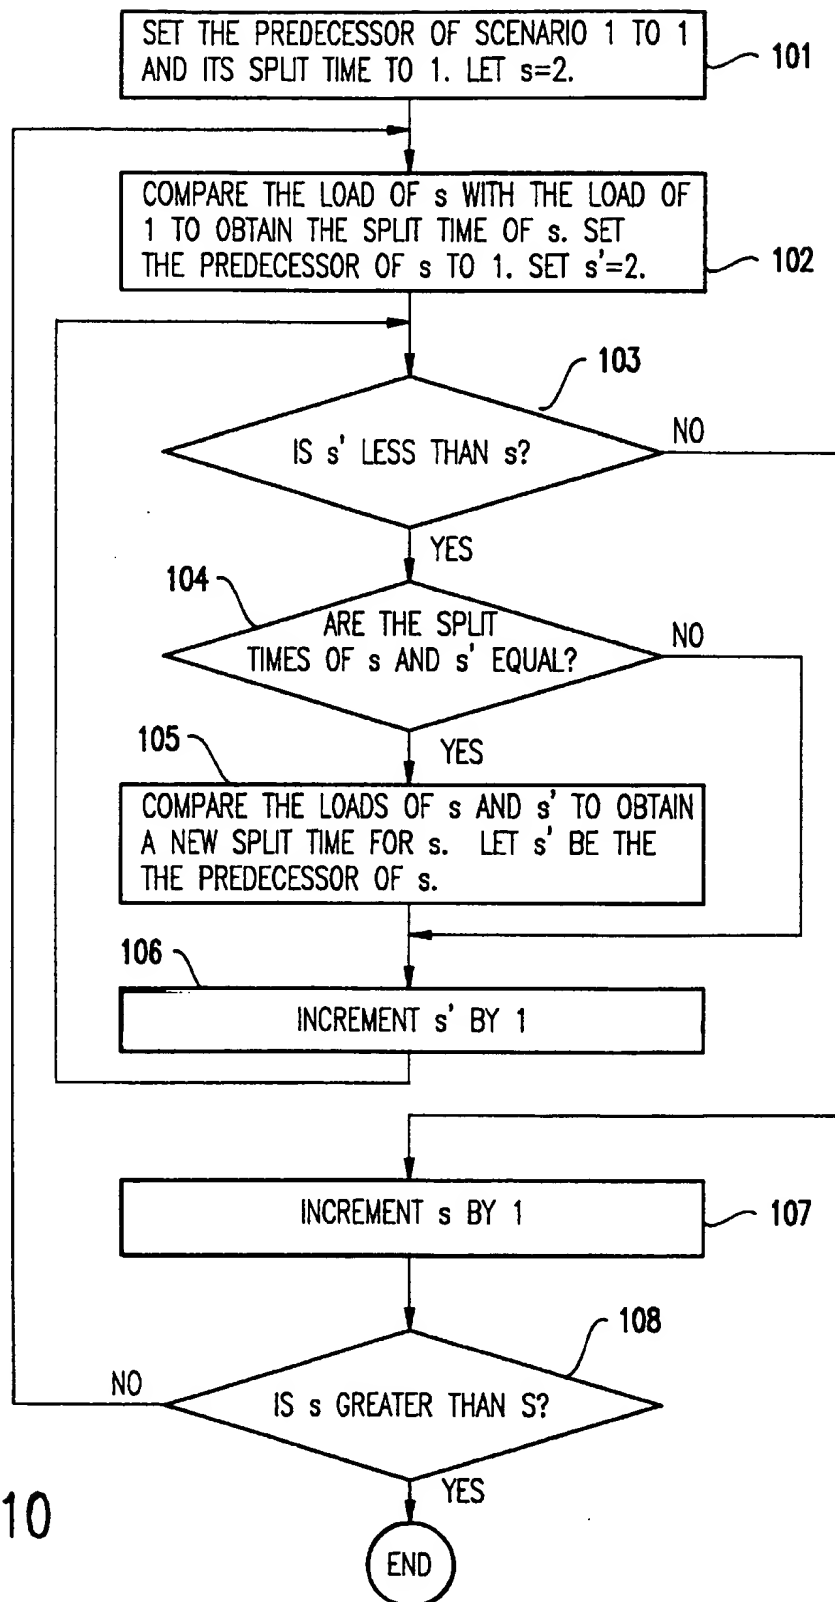 SET THE PREDECESSOR OF SCENARIO 1 TO 1
AND ITS SPLIT TIME TO 1. LET s=2.
101
COMPARE THE LOAD OF s WITH THE LOAD OF
1 TO OBTAIN THE SPLIT TIME OF s. SET
THE PREDECESSOR OF s TO 1. SET s'=2.
102
103
IS s' LESS THAN s?
NO
YES
104
ARE THE SPLIT
TIMES OF s AND s' EQUAL?
NO
YES
105
COMPARE THE LOADS OF s AND s' TO OBTAIN
A NEW SPLIT TIME FOR s. LET s' BE THE
THE PREDECESSOR OF s.
106
INCREMENT s' BY 1
INCREMENT s BY 1
107
108
IS s GREATER THAN S?
NO
YES
10
END